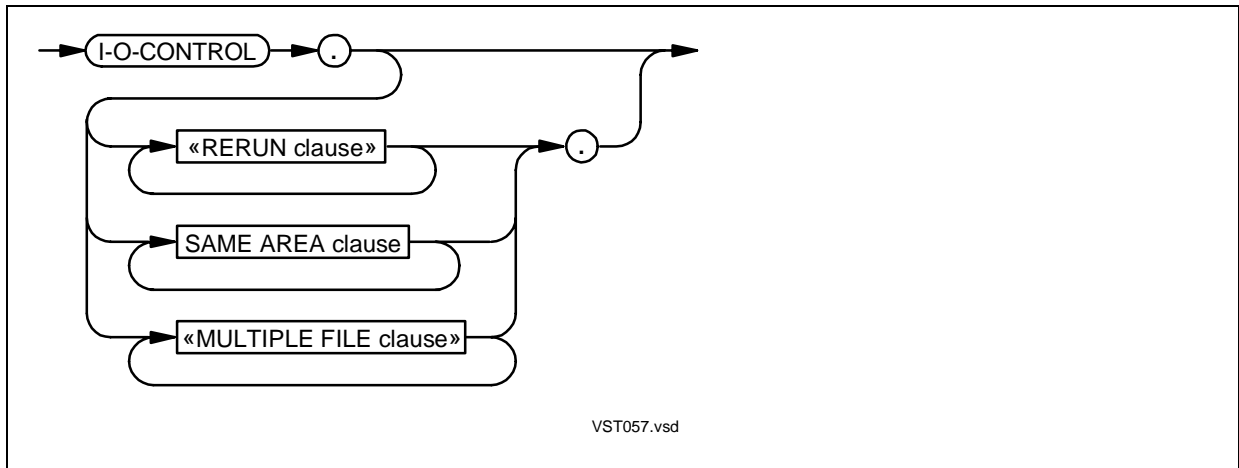 I-O-CONTROL .
«RERUN clause» .
SAME AREA clause
«MULTIPLE FILE clause»
VST057.vsd